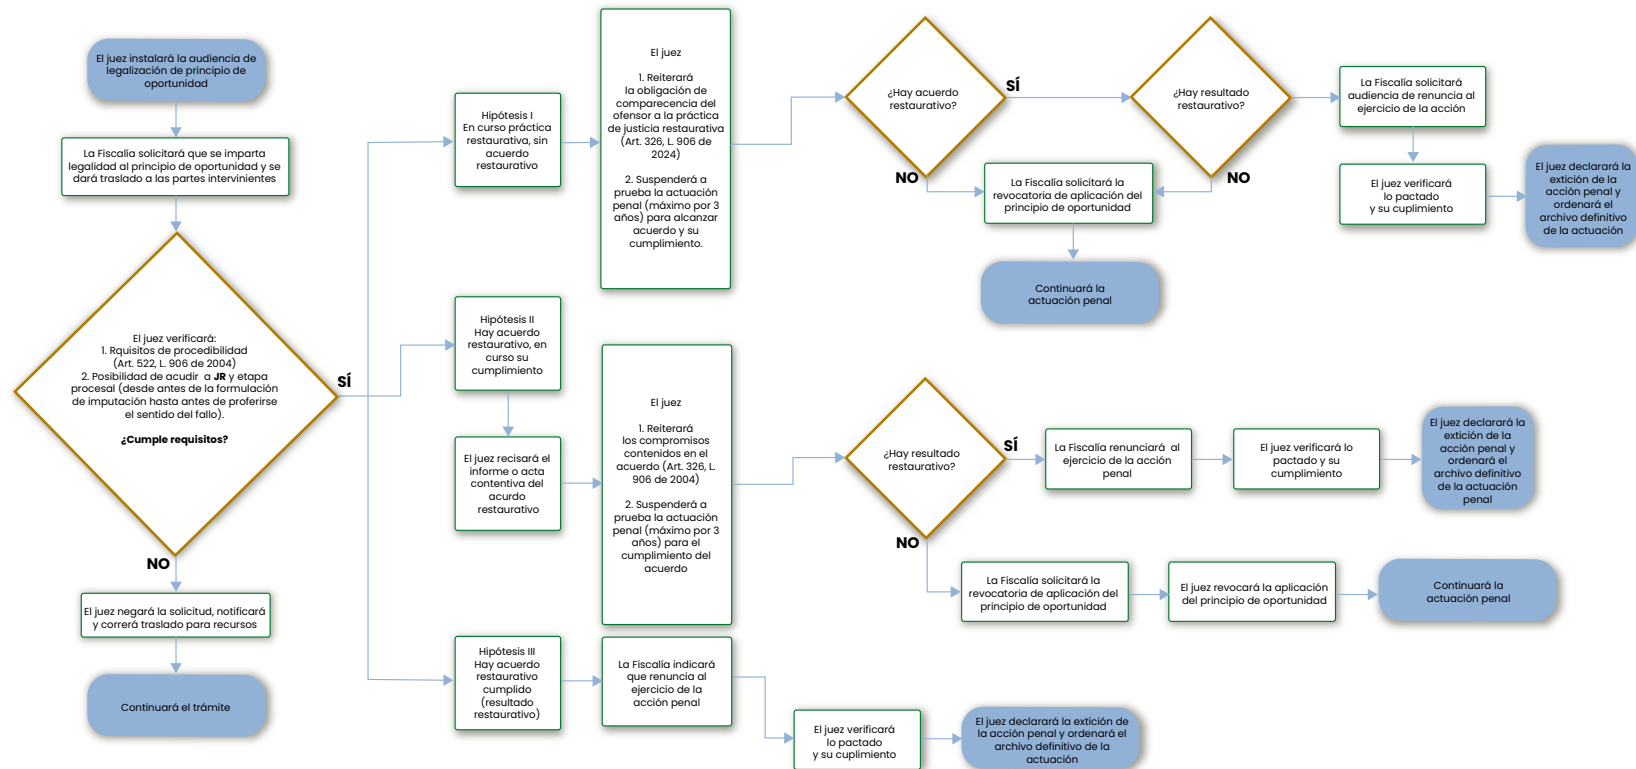 El juez instalará la audiencia de
legalización de principio de
oportunidad
La Fiscalía solicitará que se imparta
legalidad al principio de oportunidad y se
dará traslado a las partes intervinientes
El juez verificará:
1. Rquisitos de procedibilidad
(Art. 522, L. 906 de 2004)
2. Posibilidad de acudir a JR y etapa
procesal (desde antes de la formulación
de imputación hasta antes de proferirse
el sentido del fallo).
¿Cumple requisitos?
SÍ
NO
El juez negará la solicitud, notificará
y correrá traslado para recursos
Continuará el trámite
Hipótesis I
En curso práctica
restaurativa, sin
acuerdo
restaurativo
El juez
1. Reiterará
la obligación de
comparecencia del
ofensor a la práctica
de justicia restaurativa
(Art. 326, L. 906 de
2024)
2. Suspenderá a
prueba la actuación
penal (máximo por 3
años) para alcanzar
acuerdo y su
cumplimiento.
¿Hay acuerdo
restaurativo?
SÍ
NO
¿Hay resultado
restaurativo?
NO
La Fiscalía solicitará la
revocatoria de aplicación del
principio de oportunidad
Continuará la
actuación penal
La Fiscalía solicitará
audiencia de renuncia al
ejercicio de la acción
El juez verificará
lo pactado
y su cuplimiento
El juez declarará la
extición de la
acción penal y
ordenará el
archivo definitivo
de la actuación
Hipótesis II
Hay acuerdo
restaurativo, en
curso su
cumplimiento
El juez recisará el
informe o acta
contentiva del
acurdo
restaurativo
El juez
1. Reiterará
los compromisos
contenidos en el
acuerdo (Art. 326, L.
906 de 2004)
2. Suspenderá a
prueba la actuación
penal (máximo por 3
años) para el
cumplimiento del
acuerdo
¿Hay resultado
restaurativo?
SÍ
NO
La Fiscalía renunciará al
ejercicio de la acción
penal
El juez verificará lo
pactado y su
cumplimiento
El juez declarará la
extición de la
acción penal y
ordenará el
archivo definitivo
de la actuación
penal
La Fiscalía solicitará la
revocatoria de aplicación del
principio de oportunidad
El juez revocará la aplicación
del principio de oportunidad
Continuará la
actuación penal
Hipótesis III
Hay acuerdo
restaurativo
cumplido
(resultado
restaurativo)
La Fiscalía indicará
que renuncia al
ejercicio de la
acción penal
El juez verificará
lo pactado
y su cuplimiento
El juez declarará la extición de
la acción penal y ordenará el
archivo definitivo de la
actuación